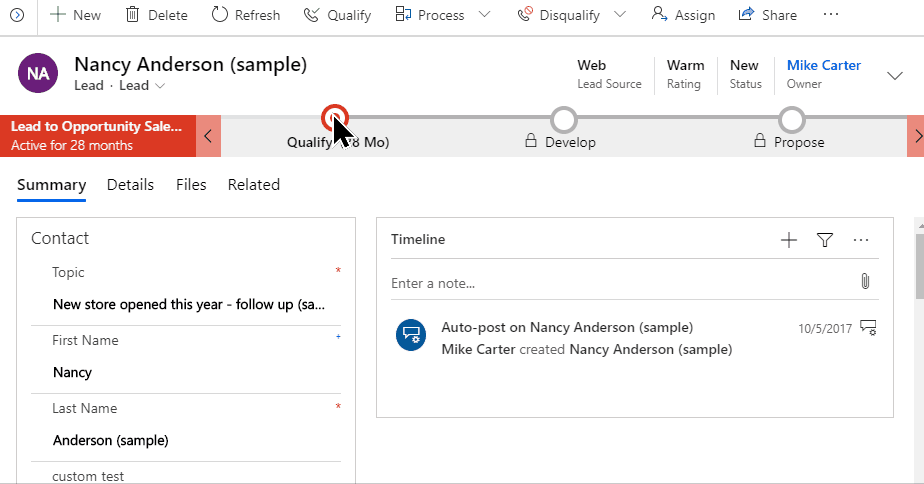 New Delete Refresh Qualify Process Disqualify Assign Share
NA
Nancy Anderson (sample)
Lead · Lead
Web
Lead Source
Warm
Rating
New
Status
Mike Carter
Owner
Lead to Opportunity Sale...
Active for 28 months
Qualify 8 Mo)
Develop
Propose
Summary Details Files Related
Contact
Topic *
New store opened this year - follow up (sa...
First Name +
Nancy
Last Name *
Anderson (sample)
custom test
Timeline
Enter a note...
Auto-post on Nancy Anderson (sample) 10/5/2017
Mike Carter created Nancy Anderson (sample)